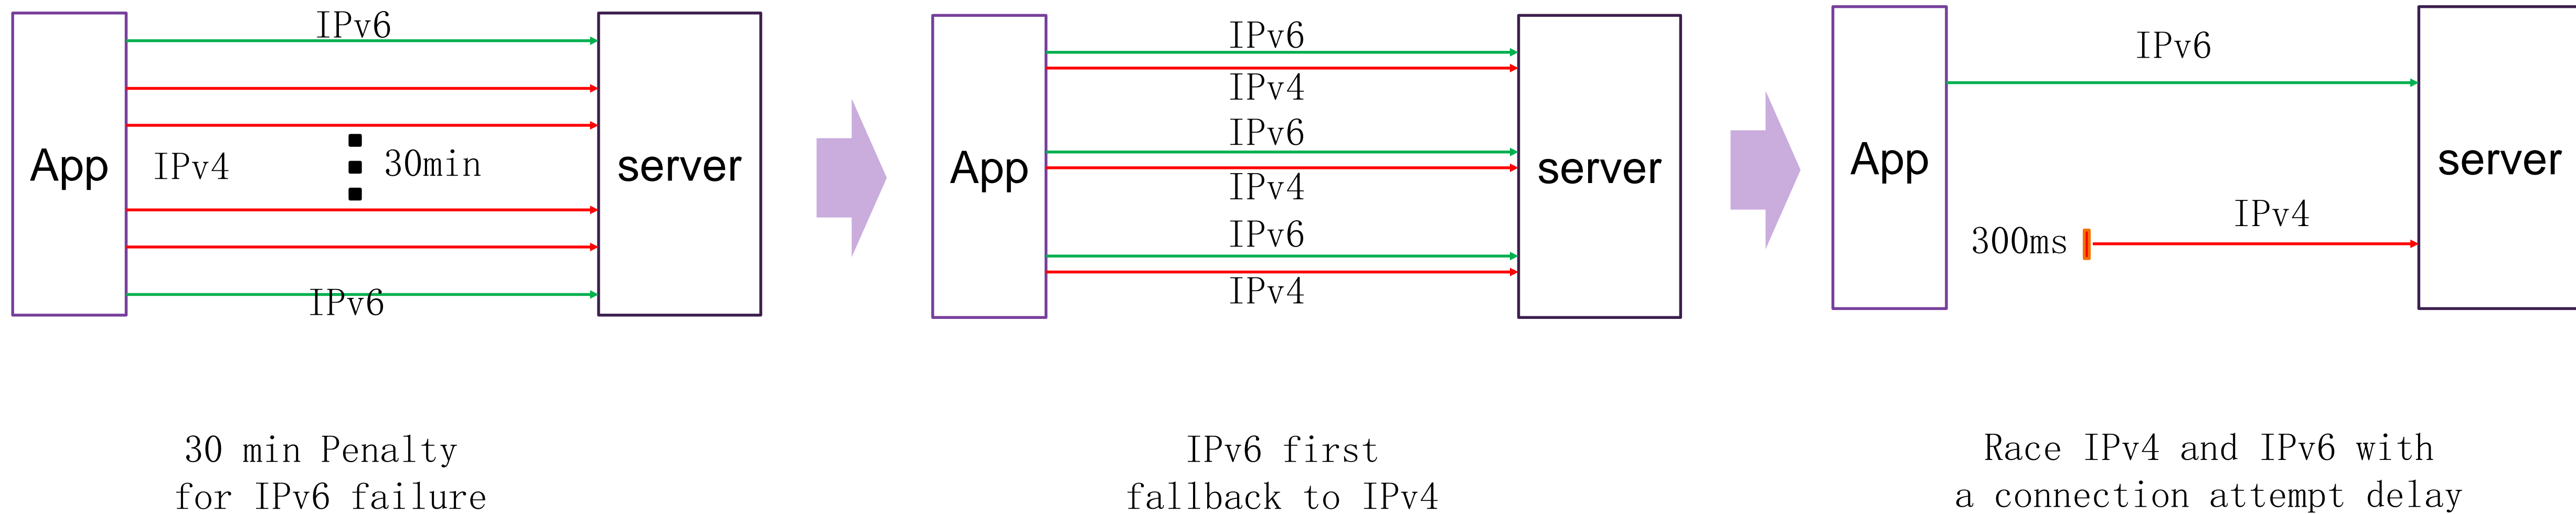 IPv6
App
IPv4
30min
server
IPv6
30 min Penalty
for IPv6 failure
IPv6
IPv4
IPv6
App
server
IPv4
IPv6
IPv4
IPv6 first
fallback to IPv4
IPv6
App
server
IPv4
300ms
Race IPv4 and IPv6 with
a connection attempt delay